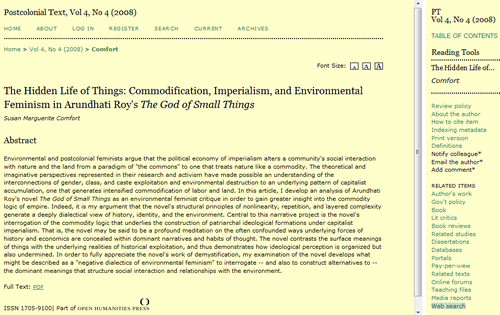 Postcolonial Text, Vol 4, No 4 (2008)
HOME ABOUT LOG IN REGISTER SEARCH CURRENT ARCHIVES
Home > Vol 4, No 4 (2008) > Comfort
Font Size: A A A
The Hidden Life of Things: Commodification, Imperialism, and Environmental
Feminism in Arundhati Roy's The God of Small Things
Susan Marguerite Comfort
Abstract
Environmental and postcolonial feminists argue that the political economy of imperialism alters a community's social interaction
with nature and the land from a paradigm of "the commons" to one that treats nature like a commodity. The theoretical and
imaginative perspectives represented in their research and activism have made possible an understanding of the
interconnections of gender, class, and caste exploitation and environmental destruction to an underlying pattern of capitalist
accumulation, one that generates intensified commodification of labor and land. In this article, I develop an analysis of Arundhati
Roy's novel The God of Small Things as an environmental feminist critique in order to gain greater insight into the commodity
logic of empire. Indeed, it is my argument that the novel's structural principles of nonlinearity, repetition, and layered complexity
generate a deeply dialectical view of history, identity, and the environment. Central to this narrative project is the novel's
interrogation of the commodity logic that underlies the construction of patriarchal ideological formations under capitalist
imperialism. That is, the novel may be said to be a profound meditation on the often confounded ways underlying forces of
history and economics are concealed within dominant narratives and habits of thought. The novel contrasts the surface meanings
of things with the underlying realities of historical exploitation, and thus demonstrates how ideological perception is organized but
also undermined. In order to fully appreciate the novel's work of demystification, my examination of the novel develops what
might be described as a "negative dialectics of environmental feminism" to interrogate -- and also to construct alternatives to --
the dominant meanings that structure social interaction and relationships with the environment.
Full Text: PDF
ISSN 1705-9100| Part of OPEN HUMANITIES PRESS
PT
Vol 4, No 4 (2008)
TABLE OF CONTENTS
Reading Tools
The Hidden Life of...
Comfort
Review policy
About the author
How to cite item
Indexing metadata
Print version
Definitions
Notify colleague*
Email the author*
Add comment*
RELATED ITEMS
Author's work
Gov't policy
Book
Lit critics
Book reviews
Related studies
Dissertations
Databases
Portals
Pay-per-view
Related texts
Online forums
Teaching files
Media reports
Web search